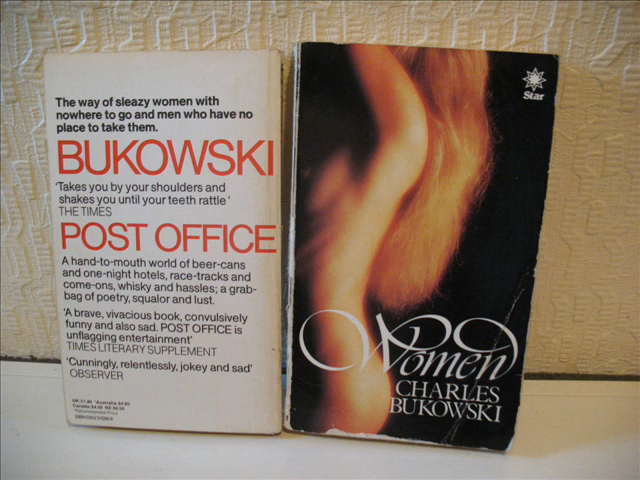 The way of sleazy women with
nowhere to go and men who have no
place to take them.
BUKOWSKI
'Takes you by your shoulders and
shakes you until your teeth rattle'
THE TIMES
POST OFFICE
A hand-to-mouth world of beer-cans
and one-night hotels, race-tracks and
come-ons, whisky and hassles; a grab-
bag of poetry, squalor and lust.
'A brave, vivacious book, convulsively
funny and also sad. POST OFFICE is
unflagging entertainment'
TIMES LITERARY SUPPLEMENT
'Cunningly, relentlessly, jokey and sad'
OBSERVER
*Australia
Canada
*Recommended Price
Star
Women
CHARLES
BUKOWSKI